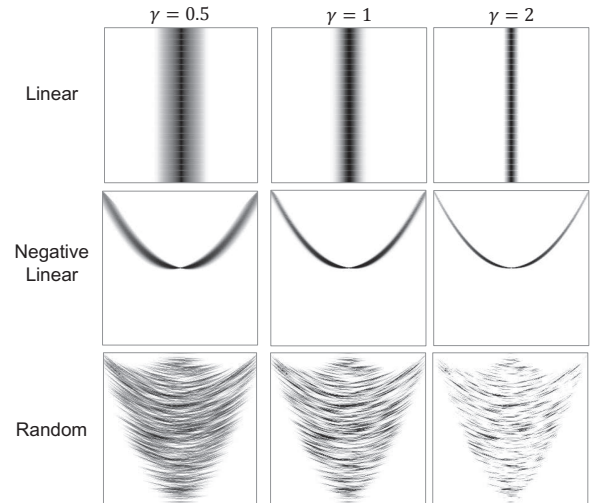 γ = 0.5
γ = 1
γ = 2
Linear
Negative
Linear
Random